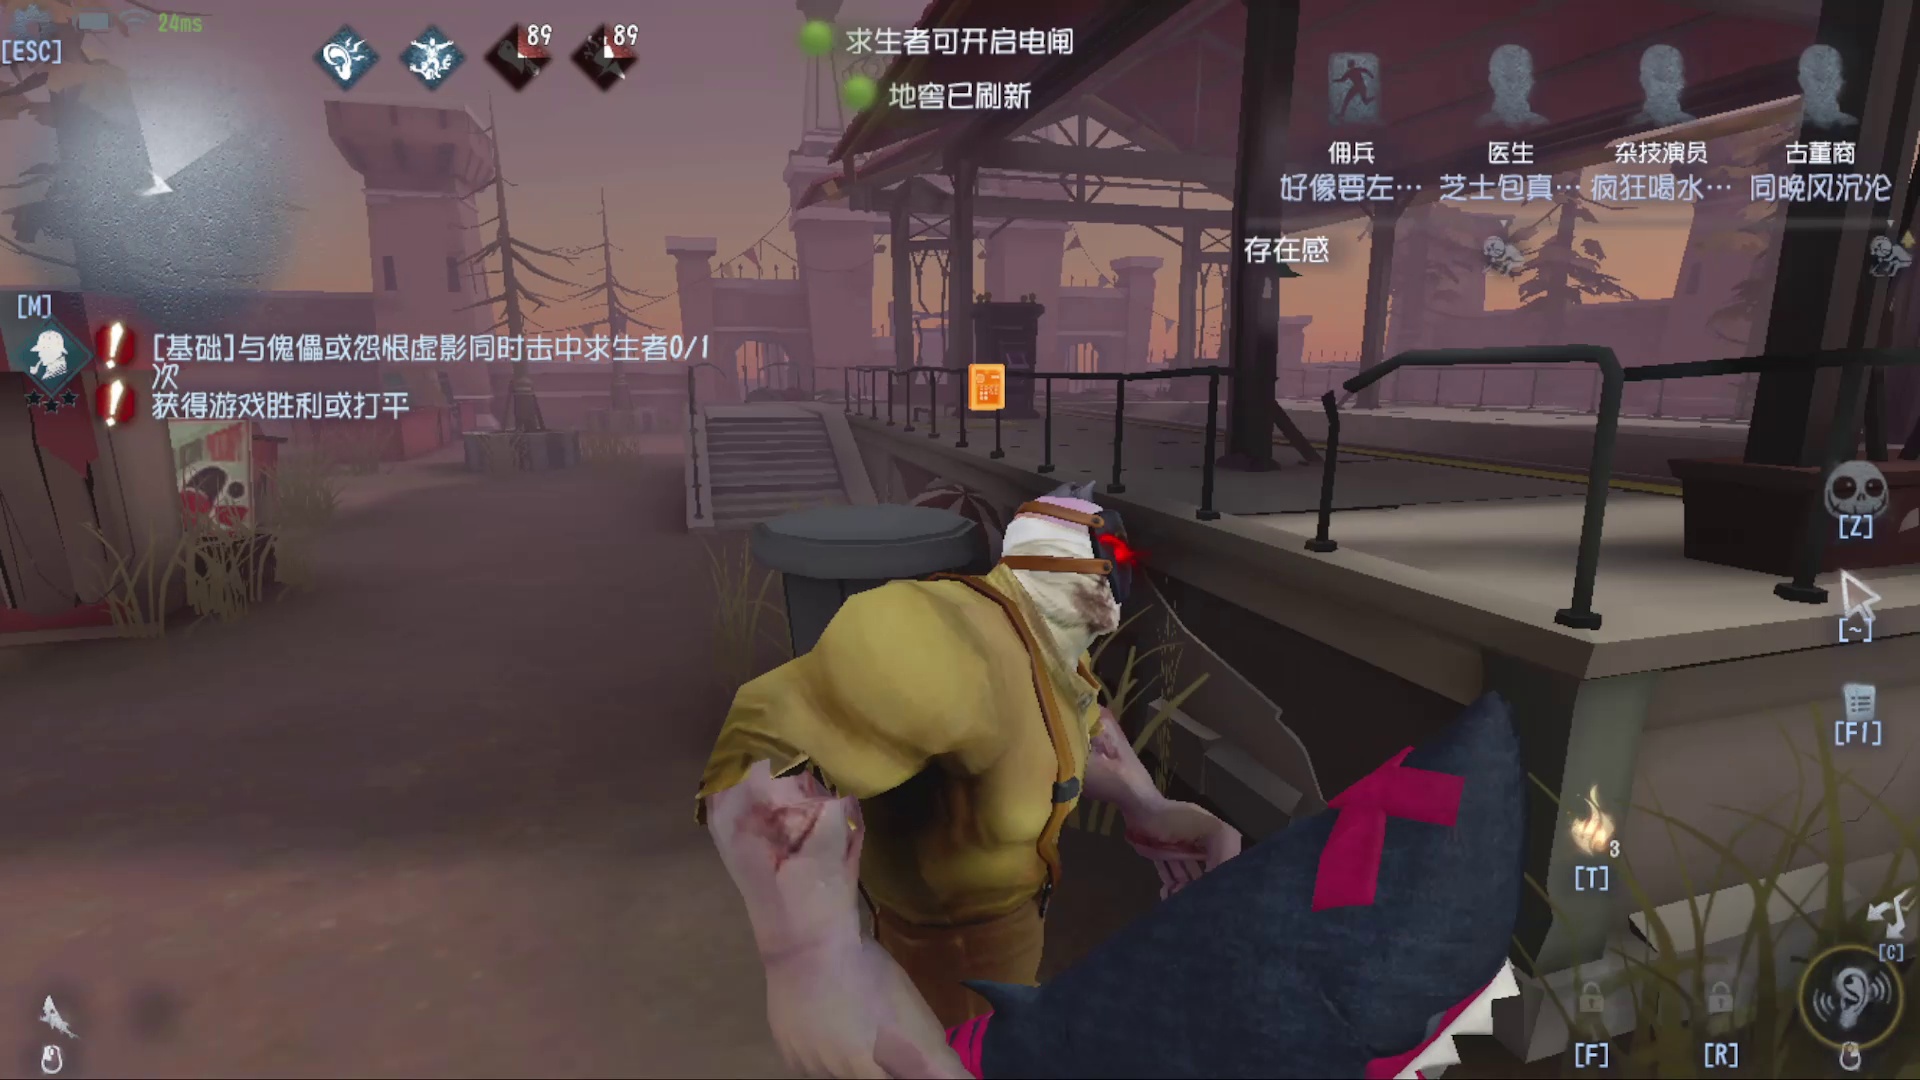 24ms
[ESC]
89
89
求生者可开启电闸
地窖已刷新
佣兵
医生
杂技演员
古董商
好像要左…
芝士包真…
疯狂喝水…
同晚风沉沦
存在感
[M]
[基础]与傀儡或怨恨虚影同时击中求生者0/1
次
获得游戏胜利或打平
[Z]
[~]
[F1]
3
[T]
[C]
[F]
[R]